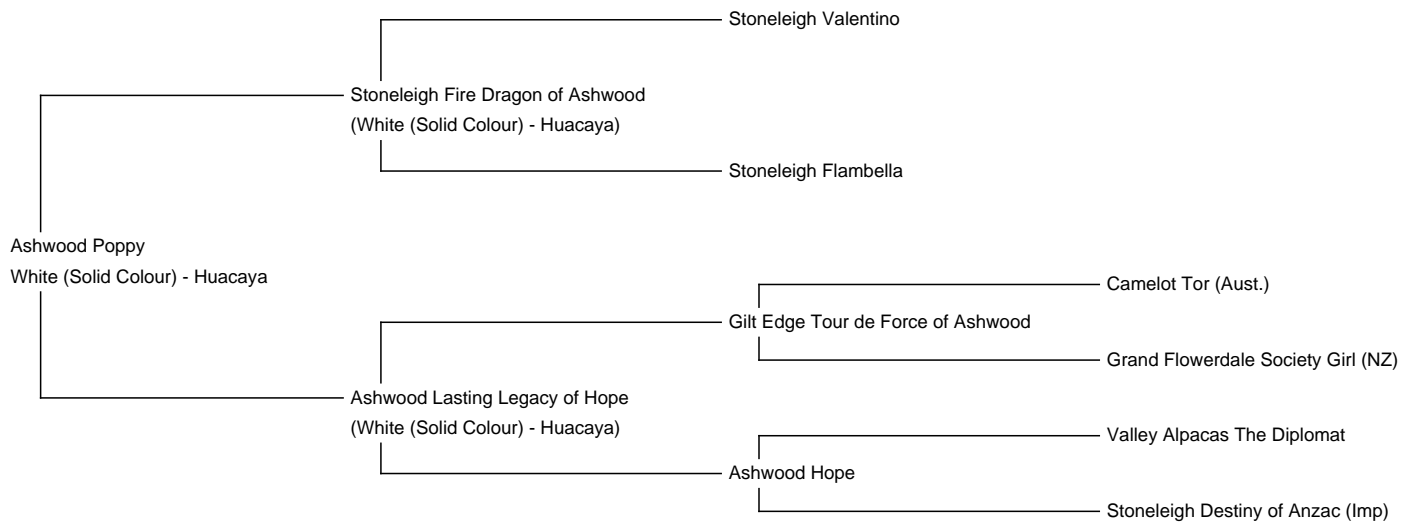 Stoneleigh Valentino
Stoneleigh Fire Dragon of Ashwood
(White (Solid Colour) - Huacaya)
Stoneleigh Flambella
Ashwood Poppy
White (Solid Colour) - Huacaya
Camelot Tor (Aust.)
Gilt Edge Tour de Force of Ashwood
Grand Flowerdale Society Girl (NZ)
Ashwood Lasting Legacy of Hope
(White (Solid Colour) - Huacaya)
Valley Alpacas The Diplomat
Ashwood Hope
Stoneleigh Destiny of Anzac (Imp)